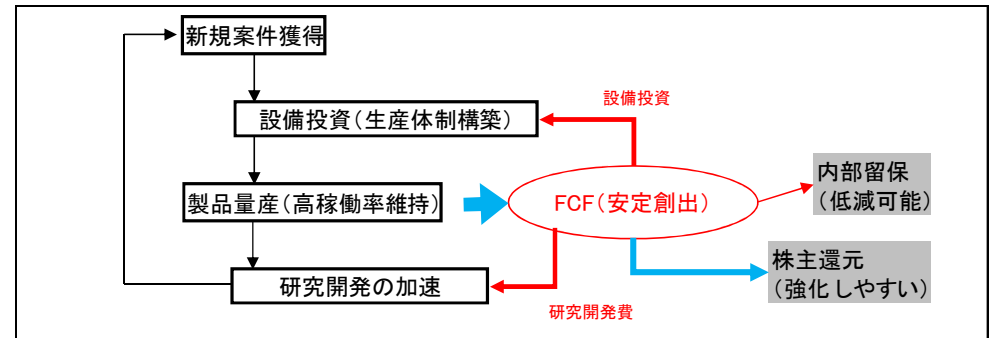 新規案件獲得
設備投資
設備投資（生産体制構築）
内部留保
（低減可能）
製品量産（高稼働率維持）
FCF（安定創出）
株主還元
（強化しやすい）
研究開発の加速
研究開発費